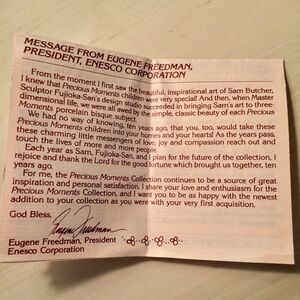 MESSAGE FROM EUGENE FREEDMAN,
PRESIDENT, ENESCO CORPORATION
From the moment I first saw the beautiful, inspirational art of Sam Butcher,
I knew that Precious Moments children were very special! And then, when Master
Sculptor Fujioka-San's design studio succeeded in bringing Sam's art to three-
dimensional life, we were all awed by the simple, classic beauty of each Precious
Moments porcelain bisque subject.
We had no way of knowing, ten years ago, that you, too, would take these
Precious Moments children into your homes and your hearts! As the years pass,
these charming little messengers of love, joy and compassion reach out and
touch the lives of more and more people.
Each year as Sam, Fujioka-San, and I plan for the future of the collection, I
rejoice and thank the Lord for the good fortune which brought us together, ten
years ago.
For me, the Precious Moments Collection continues to be a source of great
inspiration and personal satisfaction. I share your enthusiasm for the
Precious Moments Collection, and I want you to be as happy with the newest
addition to your collection as you were with your very first acquisition.
God Bless,
Eugene Freedman
Eugene Freedman, President
Enesco Corporation